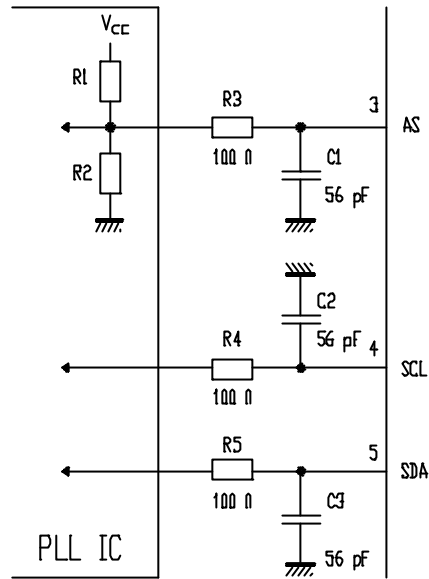 VCC
R1
R3
3
AS
100 Ω
C1
R2
56 pF
C2
R4
56 pF
4
SCL
100 Ω
R5
5
SDA
100 Ω
C3
PLL IC
56 pF